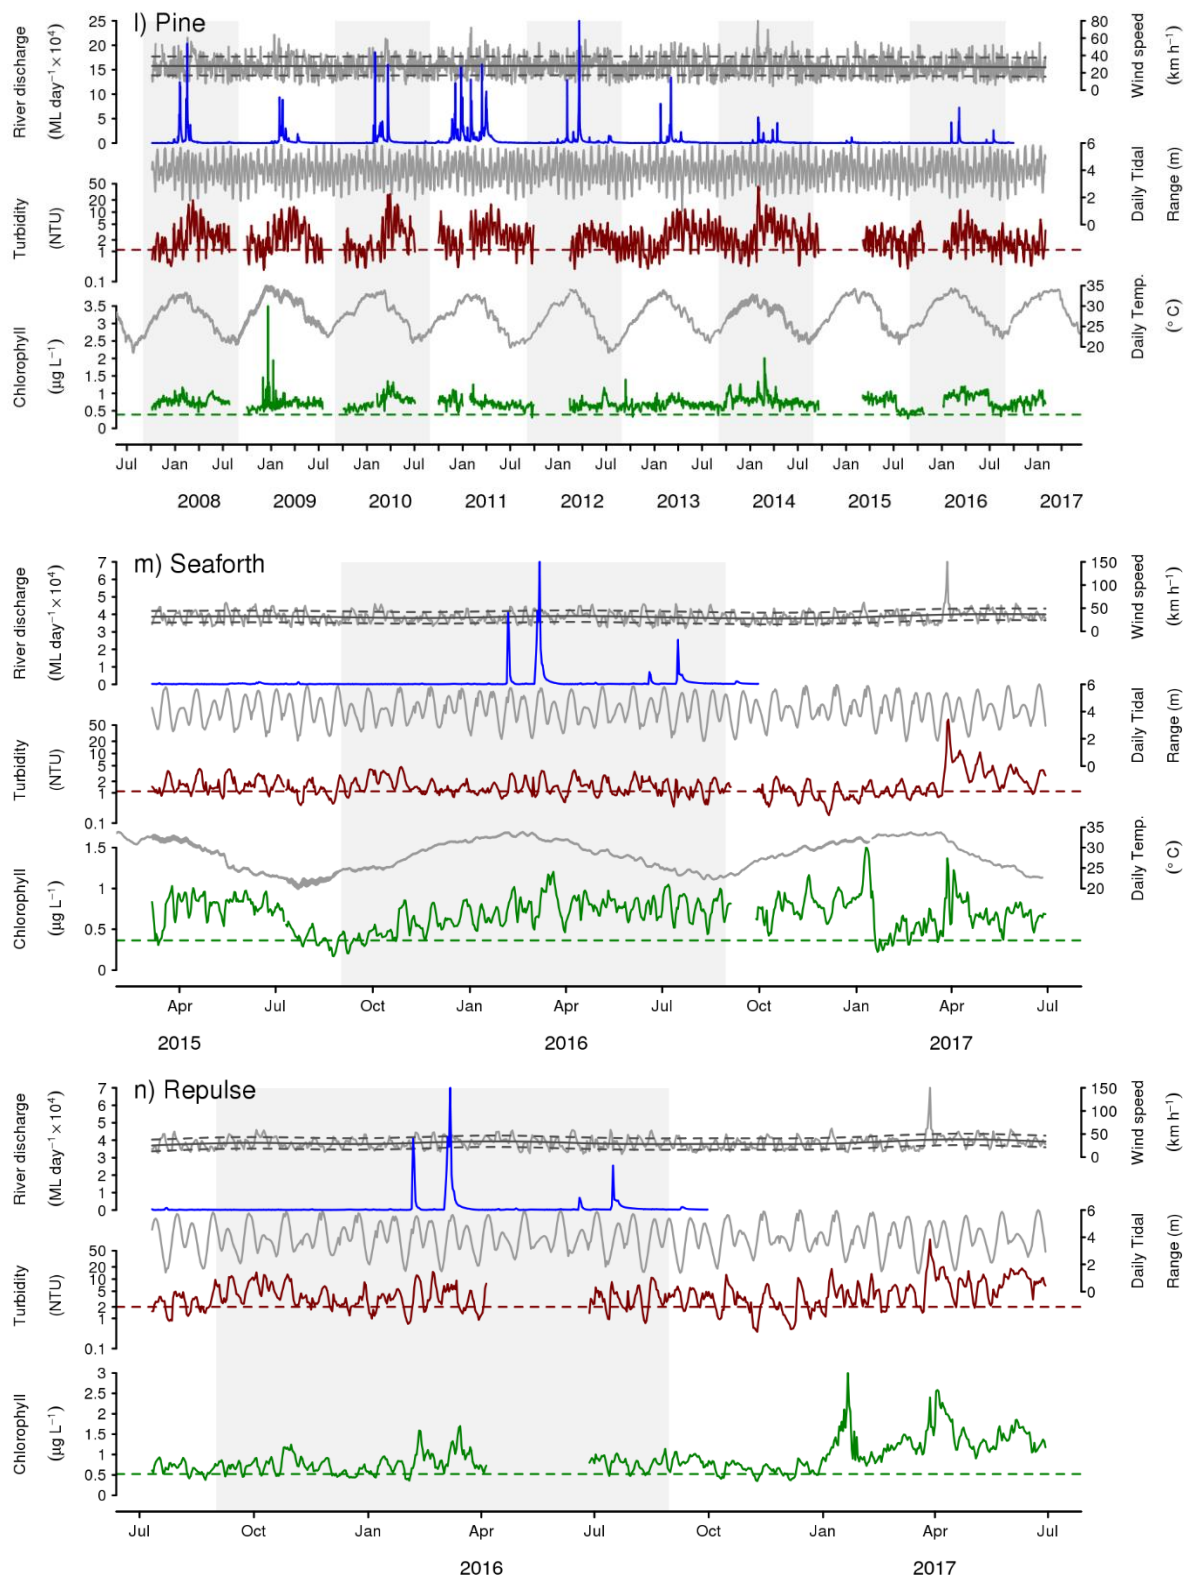 l) Pine
River discharge
(ML day⁻¹ × 10⁴)
25
20
15
10
5
0
Wind speed
(km h⁻¹)
80
60
40
20
0
Daily Tidal
Range (m)
6
4
2
0
Turbidity
(NTU)
50
20
10
5
2
1
0.1
Daily Temp.
(° C)
35
30
25
20
Chlorophyll
(µg L⁻¹)
3.5
3
2.5
2
1.5
1
0.5
0
Jul Jan Jul Jan Jul Jan Jul Jan Jul Jan Jul Jan Jul Jan Jul Jan Jul Jan Jul Jan
2008 2009 2010 2011 2012 2013 2014 2015 2016 2017
m) Seaforth
River discharge
(ML day⁻¹ × 10⁴)
7
6
5
4
3
2
1
0
Wind speed
(km h⁻¹)
150
100
50
0
Daily Tidal
Range (m)
6
4
2
0
Turbidity
(NTU)
50
20
10
5
2
1
0.1
Daily Temp.
(° C)
35
30
25
20
Chlorophyll
(µg L⁻¹)
1.5
1
0.5
0
Apr Jul Oct Jan Apr Jul Oct Jan Apr Jul
2015 2016 2017
n) Repulse
River discharge
(ML day⁻¹ × 10⁴)
7
6
5
4
3
2
1
0
Wind speed
(km h⁻¹)
150
100
50
0
Daily Tidal
Range (m)
6
4
2
0
Turbidity
(NTU)
50
20
10
5
2
1
0.1
Chlorophyll
(µg L⁻¹)
3
2.5
2
1.5
1
0.5
0
Jul Oct Jan Apr Jul Oct Jan Apr Jul
2016 2017